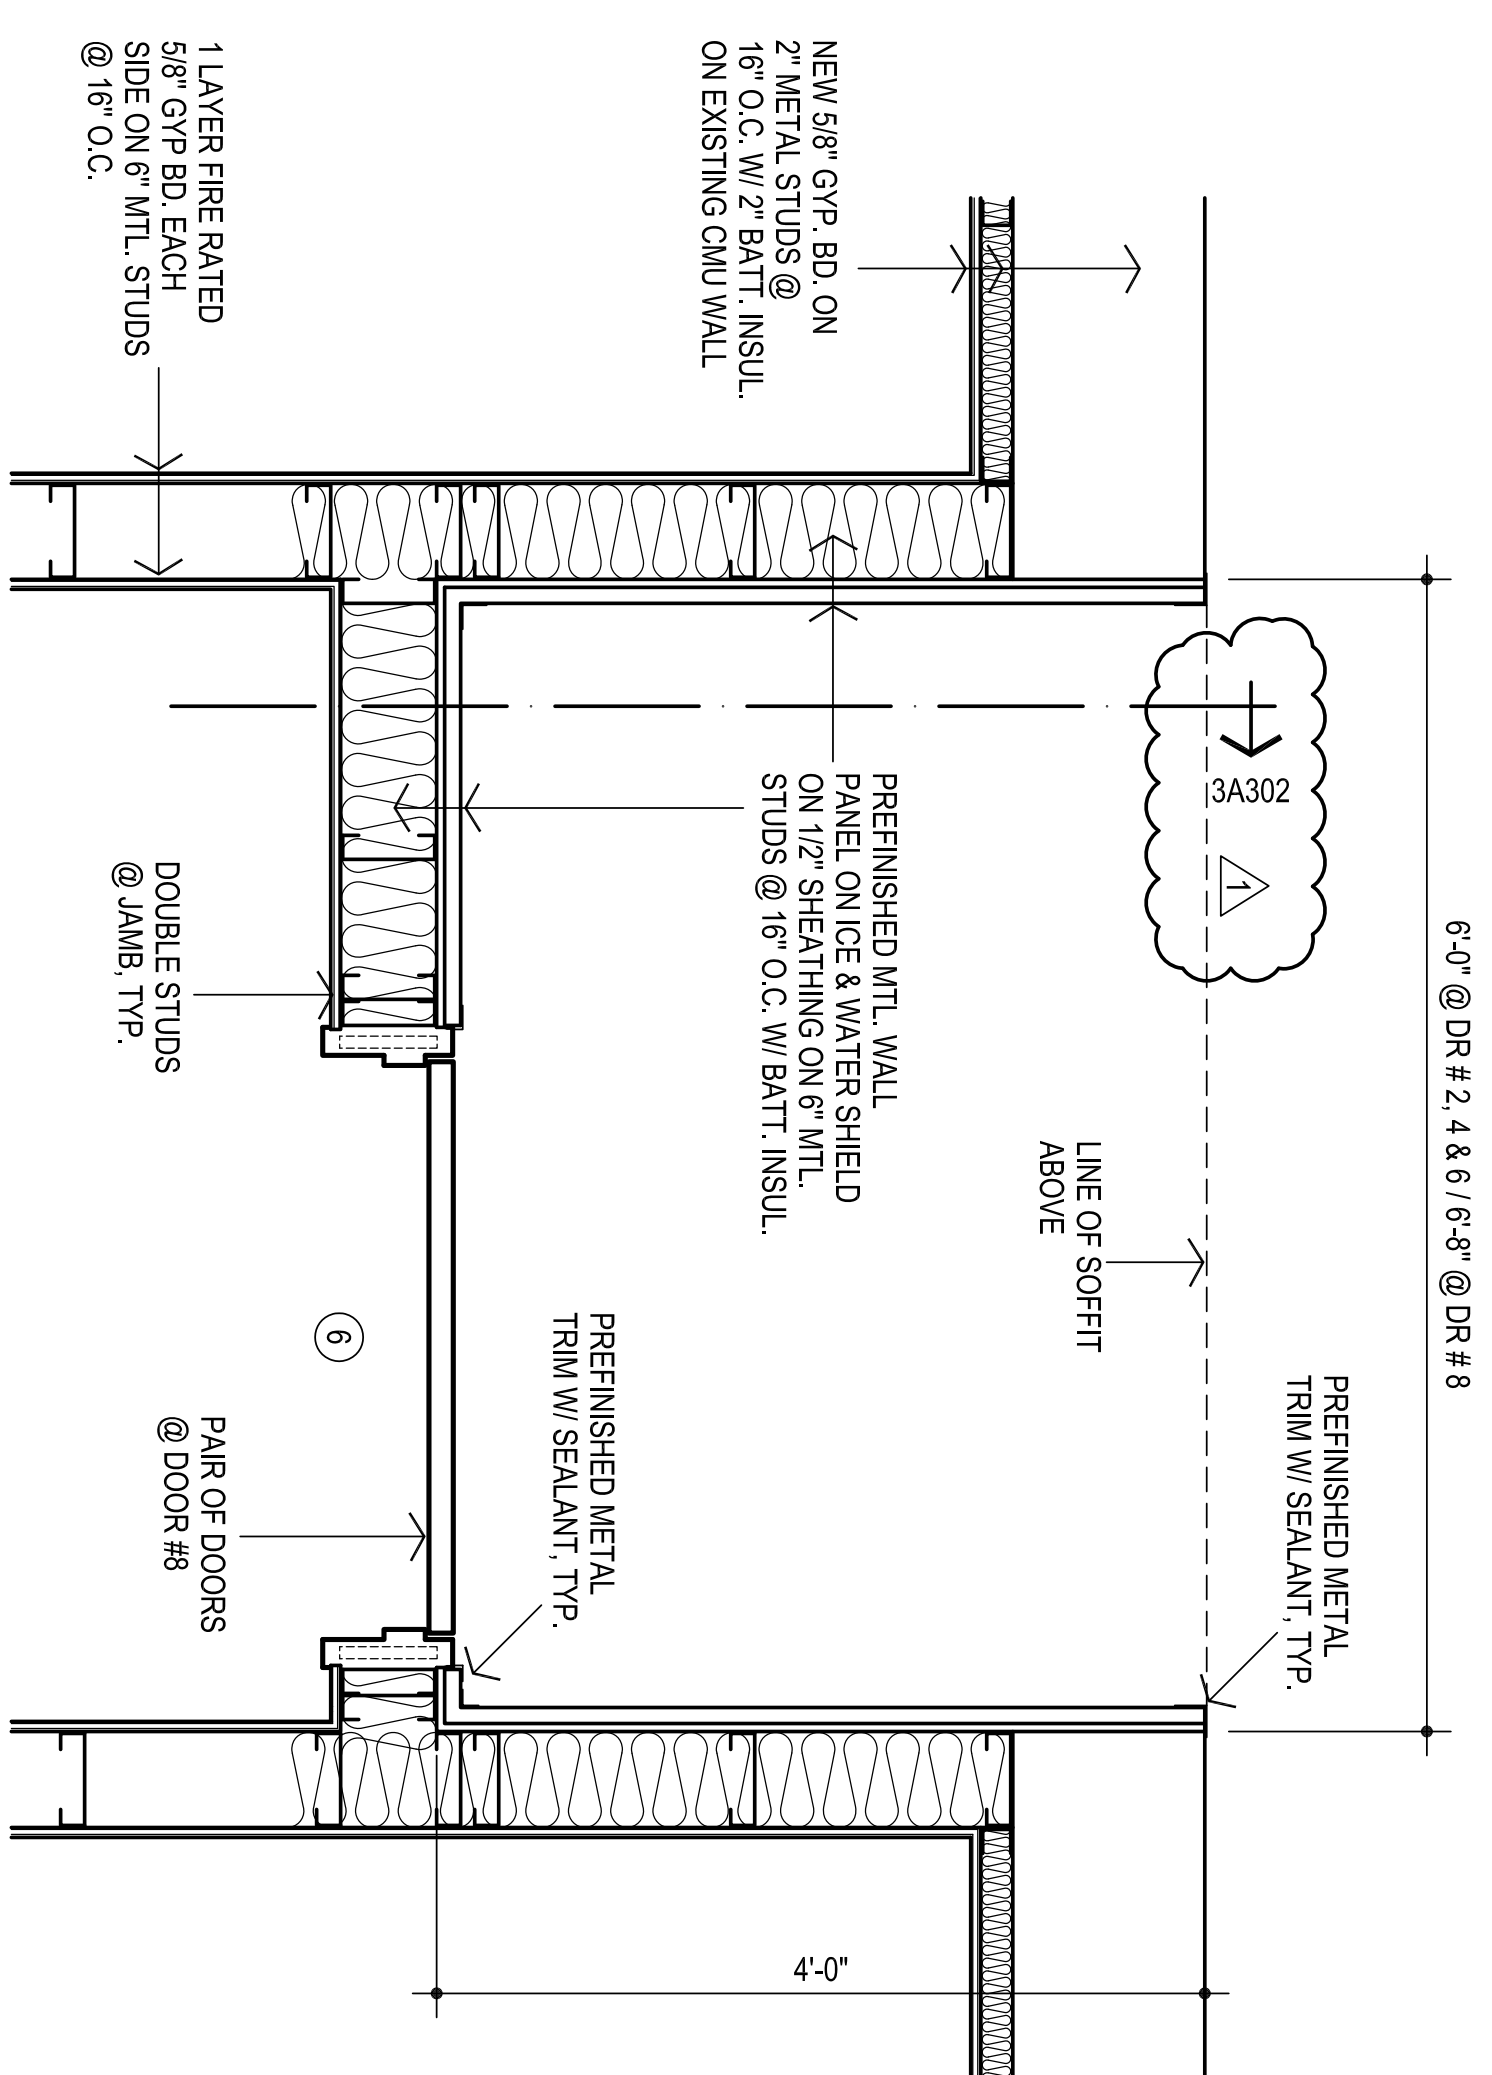 6'-0" @ DR # 2, 4 & 6 / 6'-8" @ DR # 8
PREFINISHED METAL
TRIM W/ SEALANT, TYP.
3A302
1
LINE OF SOFFIT
ABOVE
NEW 5/8" GYP. BD. ON
2" METAL STUDS @
16" O.C. W/ 2" BATT. INSUL.
ON EXISTING CMU WALL
PREFINISHED MTL. WALL
PANEL ON ICE & WATER SHIELD
ON 1/2" SHEATHING ON 6" MTL.
STUDS @ 16" O.C. W/ BATT. INSUL.
4'-0"
PREFINISHED METAL
TRIM W/ SEALANT, TYP.
6
1 LAYER FIRE RATED
5/8" GYP BD. EACH
SIDE ON 6" MTL. STUDS
@ 16" O.C.
DOUBLE STUDS
@ JAMB, TYP.
PAIR OF DOORS
@ DOOR #8